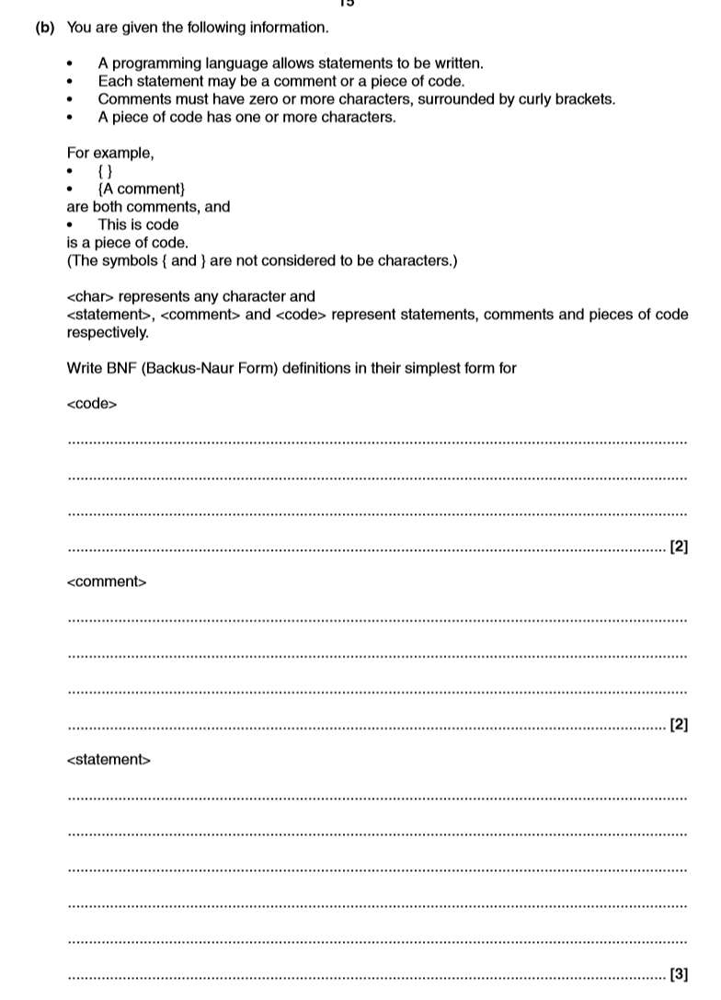 15
(b) You are given the following information.
• A programming language allows statements to be written.
• Each statement may be a comment or a piece of code.
• Comments must have zero or more characters, surrounded by curly brackets.
• A piece of code has one or more characters.
For example,
• { }
• {A comment}
are both comments, and
• This is code
is a piece of code.
(The symbols { and } are not considered to be characters.)
<char> represents any character and
<statement>, <comment> and <code> represent statements, comments and pieces of code
respectively.
Write BNF (Backus-Naur Form) definitions in their simplest form for
<code>
[2]
<comment>
[2]
<statement>
[3]